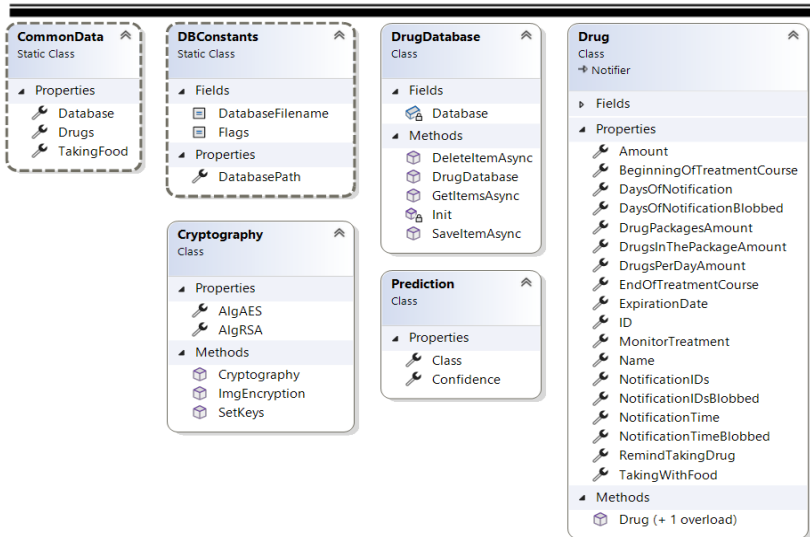 CommonData
Static Class
Properties
Database
Drugs
TakingFood
DBConstants
Static Class
Fields
DatabaseFilename
Flags
Properties
DatabasePath
Cryptography
Class
Properties
AlgAES
AlgRSA
Methods
Cryptography
ImgEncryption
SetKeys
DrugDatabase
Class
Fields
Database
Methods
DeleteItemAsync
DrugDatabase
GetItemsAsync
Init
SaveItemAsync
Prediction
Class
Properties
Class
Confidence
Drug
Class
Notifier
Fields
Properties
Amount
BeginningOfTreatmentCourse
DaysOfNotification
DaysOfNotificationBlobbed
DrugPackagesAmount
DrugsInThePackageAmount
DrugsPerDayAmount
EndOfTreatmentCourse
ExpirationDate
ID
MonitorTreatment
Name
NotificationIDs
NotificationIDsBlobbed
NotificationTime
NotificationTimeBlobbed
RemindTakingDrug
TakingWithFood
Methods
Drug (+ 1 overload)